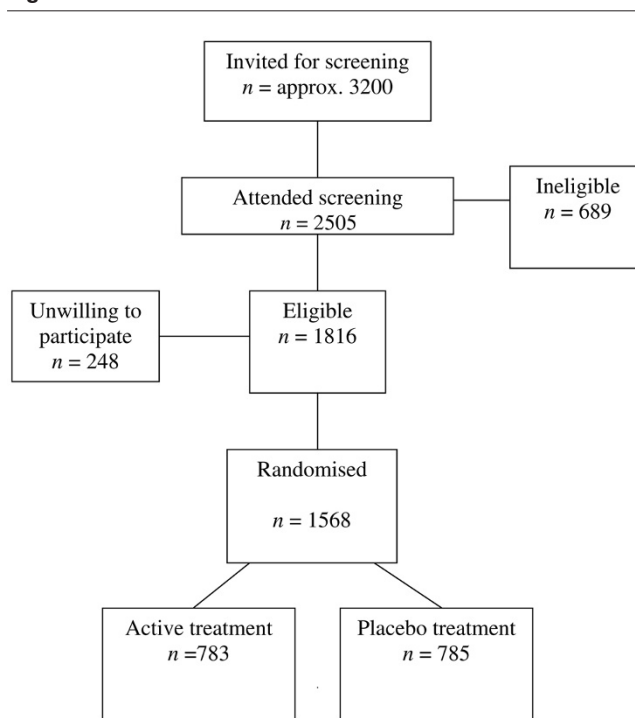 Invited for screening
n = approx. 3200
Attended screening
n = 2505
Ineligible
n = 689
Unwilling to
participate
n = 248
Eligible
n = 1816
Randomised
n = 1568
Active treatment
n =783
Placebo treatment
n = 785